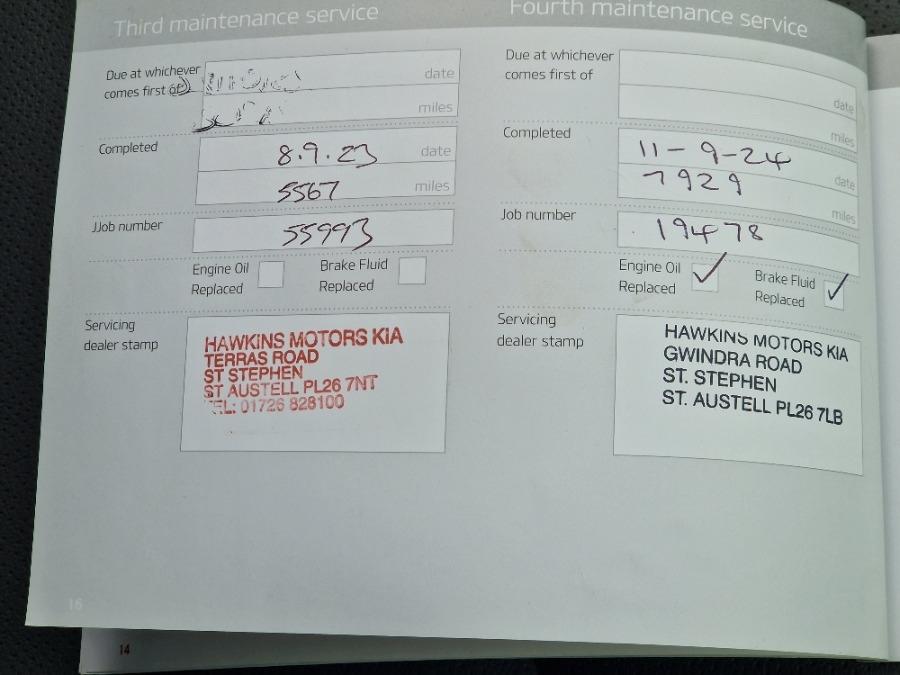 Third maintenance service
Due at whichever
comes first of
date
miles
Completed
8.9.23 date
5567 miles
JJob number
55993
Engine Oil
Replaced
Brake Fluid
Replaced
Servicing
dealer stamp
HAWKINS MOTORS KIA
TERRAS ROAD
ST STEPHEN
ST AUSTELL PL26 7NT
TEL: 01726 828100
16
Fourth maintenance service
Due at whichever
comes first of
date
miles
Completed
11-9-24 date
7929 miles
Job number
19478
Engine Oil
Replaced
Brake Fluid
Replaced
Servicing
dealer stamp
HAWKINS MOTORS KIA
GWINDRA ROAD
ST. STEPHEN
ST. AUSTELL PL26 7LB
14